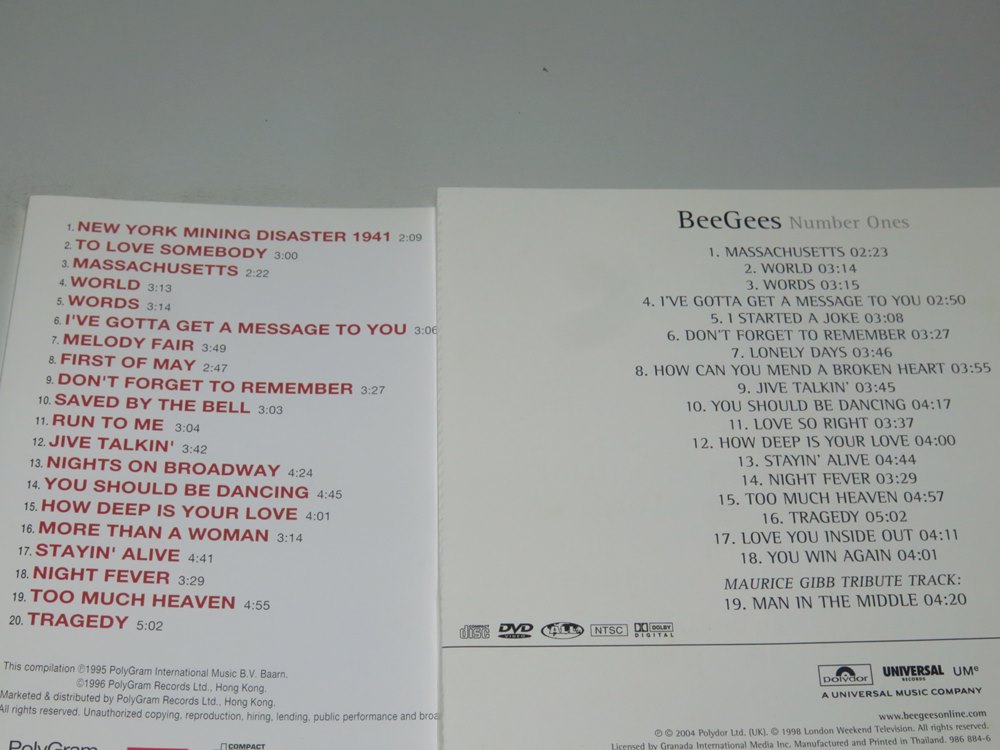 1. NEW YORK MINING DISASTER 1941 2:09
2. TO LOVE SOMEBODY 3:00
3. MASSACHUSETTS 2:22
4. WORLD 3:13
5. WORDS 3:14
6. I'VE GOTTA GET A MESSAGE TO YOU 3:06
7. MELODY FAIR 3:49
8. FIRST OF MAY 2:47
9. DON'T FORGET TO REMEMBER 3:27
10. SAVED BY THE BELL 3:03
11. RUN TO ME 3:04
12. JIVE TALKIN' 3:42
13. NIGHTS ON BROADWAY 4:24
14. YOU SHOULD BE DANCING 4:45
15. HOW DEEP IS YOUR LOVE 4:01
16. MORE THAN A WOMAN 3:14
17. STAYIN' ALIVE 4:41
18. NIGHT FEVER 3:29
19. TOO MUCH HEAVEN 4:55
20. TRAGEDY 5:02
This compilation ℗1995 PolyGram International Music B.V. Baarn.
©1996 PolyGram Records Ltd., Hong Kong.
Marketed & distributed by PolyGram Records Ltd., Hong Kong.
All rights reserved. Unauthorized copying, reproduction, hiring, lending, public performance and broa
PolyGram
COMPACT
BeeGees Number Ones
1. MASSACHUSETTS 02:23
2. WORLD 03:14
3. WORDS 03:15
4. I'VE GOTTA GET A MESSAGE TO YOU 02:50
5. I STARTED A JOKE 03:08
6. DON'T FORGET TO REMEMBER 03:27
7. LONELY DAYS 03:46
8. HOW CAN YOU MEND A BROKEN HEART 03:55
9. JIVE TALKIN' 03:45
10. YOU SHOULD BE DANCING 04:17
11. LOVE SO RIGHT 03:37
12. HOW DEEP IS YOUR LOVE 04:00
13. STAYIN' ALIVE 04:44
14. NIGHT FEVER 03:29
15. TOO MUCH HEAVEN 04:57
16. TRAGEDY 05:02
17. LOVE YOU INSIDE OUT 04:11
18. YOU WIN AGAIN 04:01
MAURICE GIBB TRIBUTE TRACK:
19. MAN IN THE MIDDLE 04:20
COMPACT disc DVD VIDEO ALL NTSC DOLBY DIGITAL
polydor UNIVERSAL RECORDS UMe
A UNIVERSAL MUSIC COMPANY
www.beegeesonline.com
℗ © 2004 Polydor Ltd. (UK). © 1998 London Weekend Television. All rights reserved.
Licensed by Granada International Media Inc. Manufactured and Printed in Thailand. 986 884-6